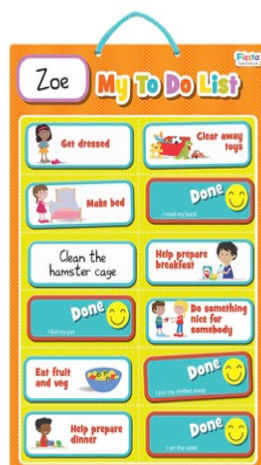 Fiesta
Zoe
My To Do List
Get dressed
Clear away
toys
Make bed
Done
I read my book
Clean the
hamster cage
Help prepare
breakfast
Done
I fed my pet
Do something
nice for
somebody
Eat fruit
and veg
Done
I put my clothes away
Help prepare
dinner
Done
I set the table